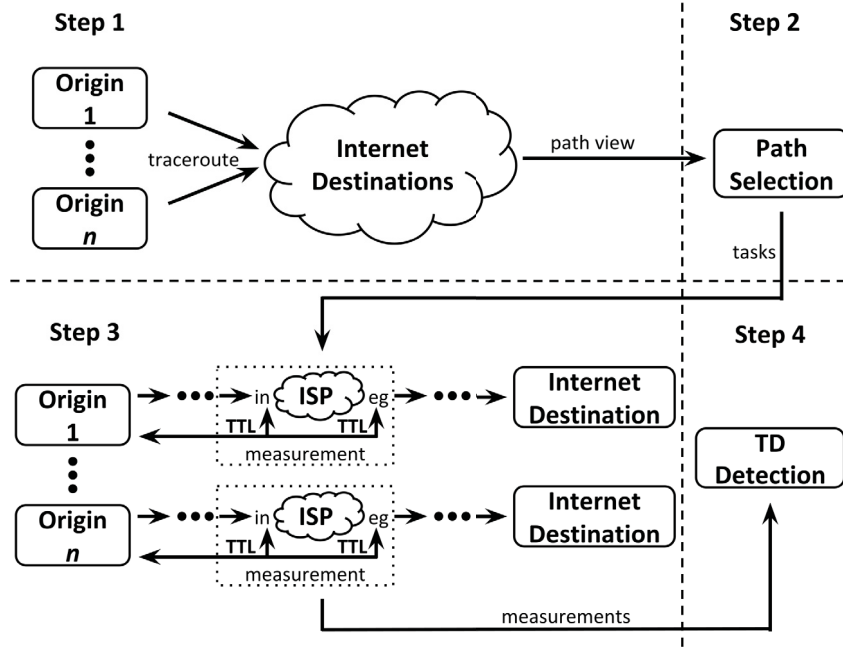 Step 1
Step 2
Origin
1
traceroute
Origin
n
Internet
Destinations
path view
Path
Selection
tasks
Step 3
Step 4
Origin
1
in
ISP
eg
TTL
TTL
measurement
Internet
Destination
TD
Detection
Origin
n
in
ISP
eg
TTL
TTL
measurement
Internet
Destination
measurements